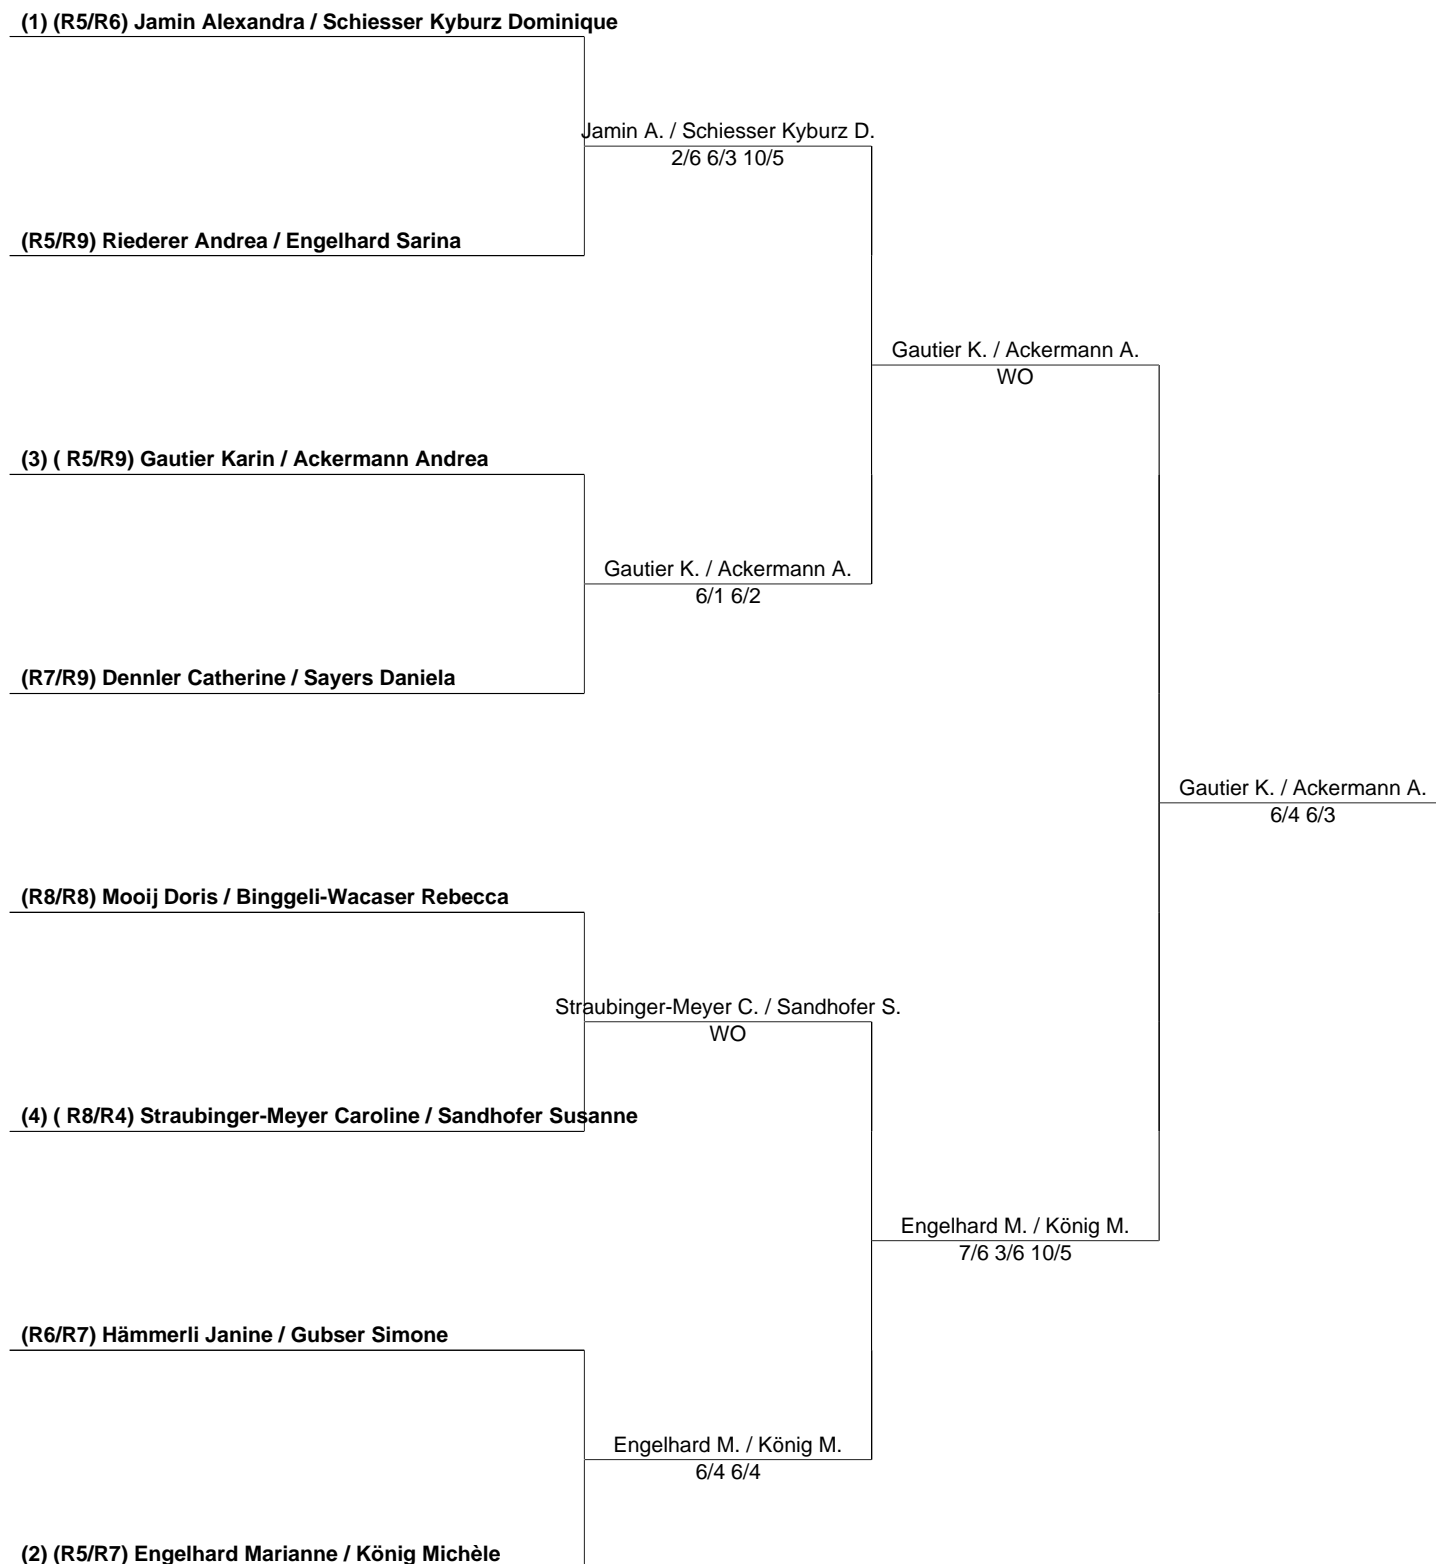 (1) (R5/R6) Jamin Alexandra / Schiesser Kyburz Dominique
Jamin A. / Schiesser Kyburz D.
2/6 6/3 10/5
(R5/R9) Riederer Andrea / Engelhard Sarina
Gautier K. / Ackermann A.
WO
(3) ( R5/R9) Gautier Karin / Ackermann Andrea
Gautier K. / Ackermann A.
6/1 6/2
(R7/R9) Dennler Catherine / Sayers Daniela
Gautier K. / Ackermann A.
6/4 6/3
(R8/R8) Mooij Doris / Binggeli-Wacaser Rebecca
Straubinger-Meyer C. / Sandhofer S.
WO
(4) ( R8/R4) Straubinger-Meyer Caroline / Sandhofer Susanne
Engelhard M. / König M.
7/6 3/6 10/5
(R6/R7) Hämmerli Janine / Gubser Simone
Engelhard M. / König M.
6/4 6/4
(2) (R5/R7) Engelhard Marianne / König Michèle